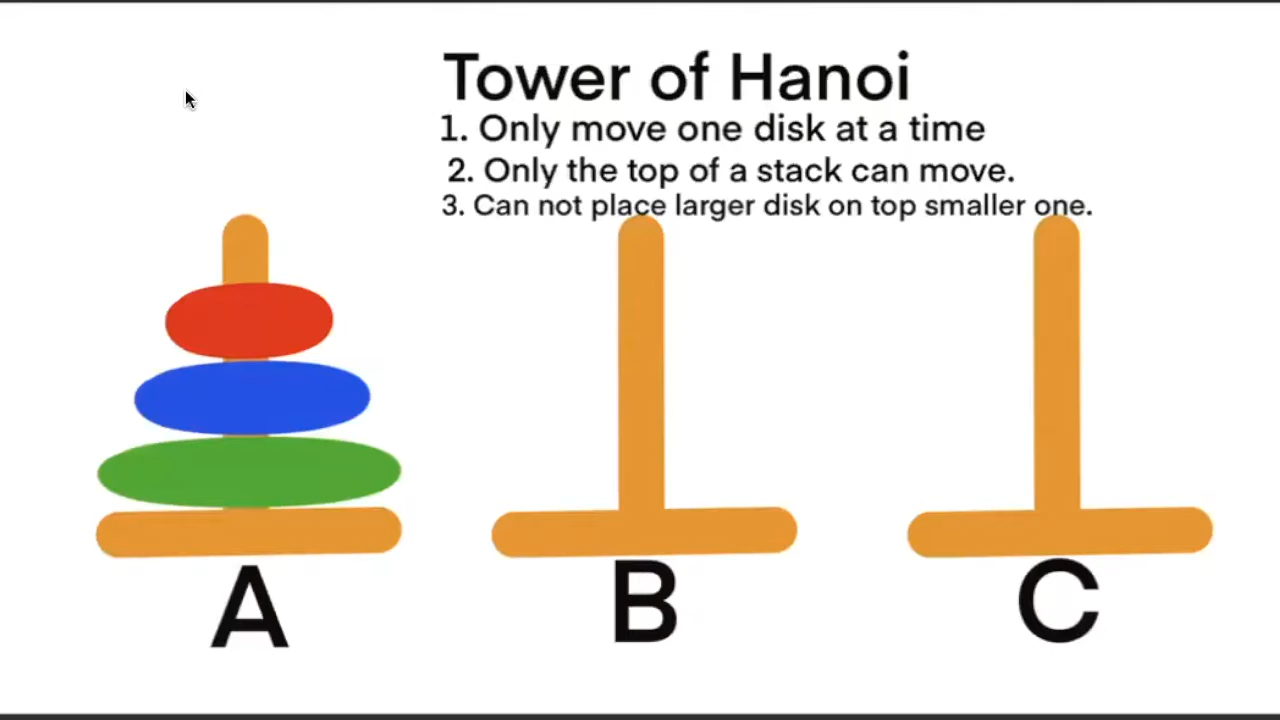 Tower of Hanoi
1. Only move one disk at a time
2. Only the top of a stack can move.
3. Can not place larger disk on top smaller one.
A
B
C